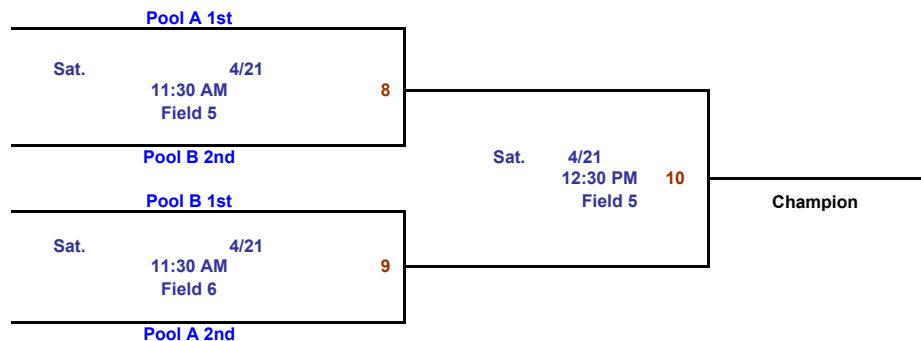 Pool A 1st
Sat. 4/21
11:30 AM 8
Field 5
Pool B 2nd
Sat. 4/21
12:30 PM 10
Field 5
Champion
Pool B 1st
Sat. 4/21
11:30 AM 9
Field 6
Pool A 2nd